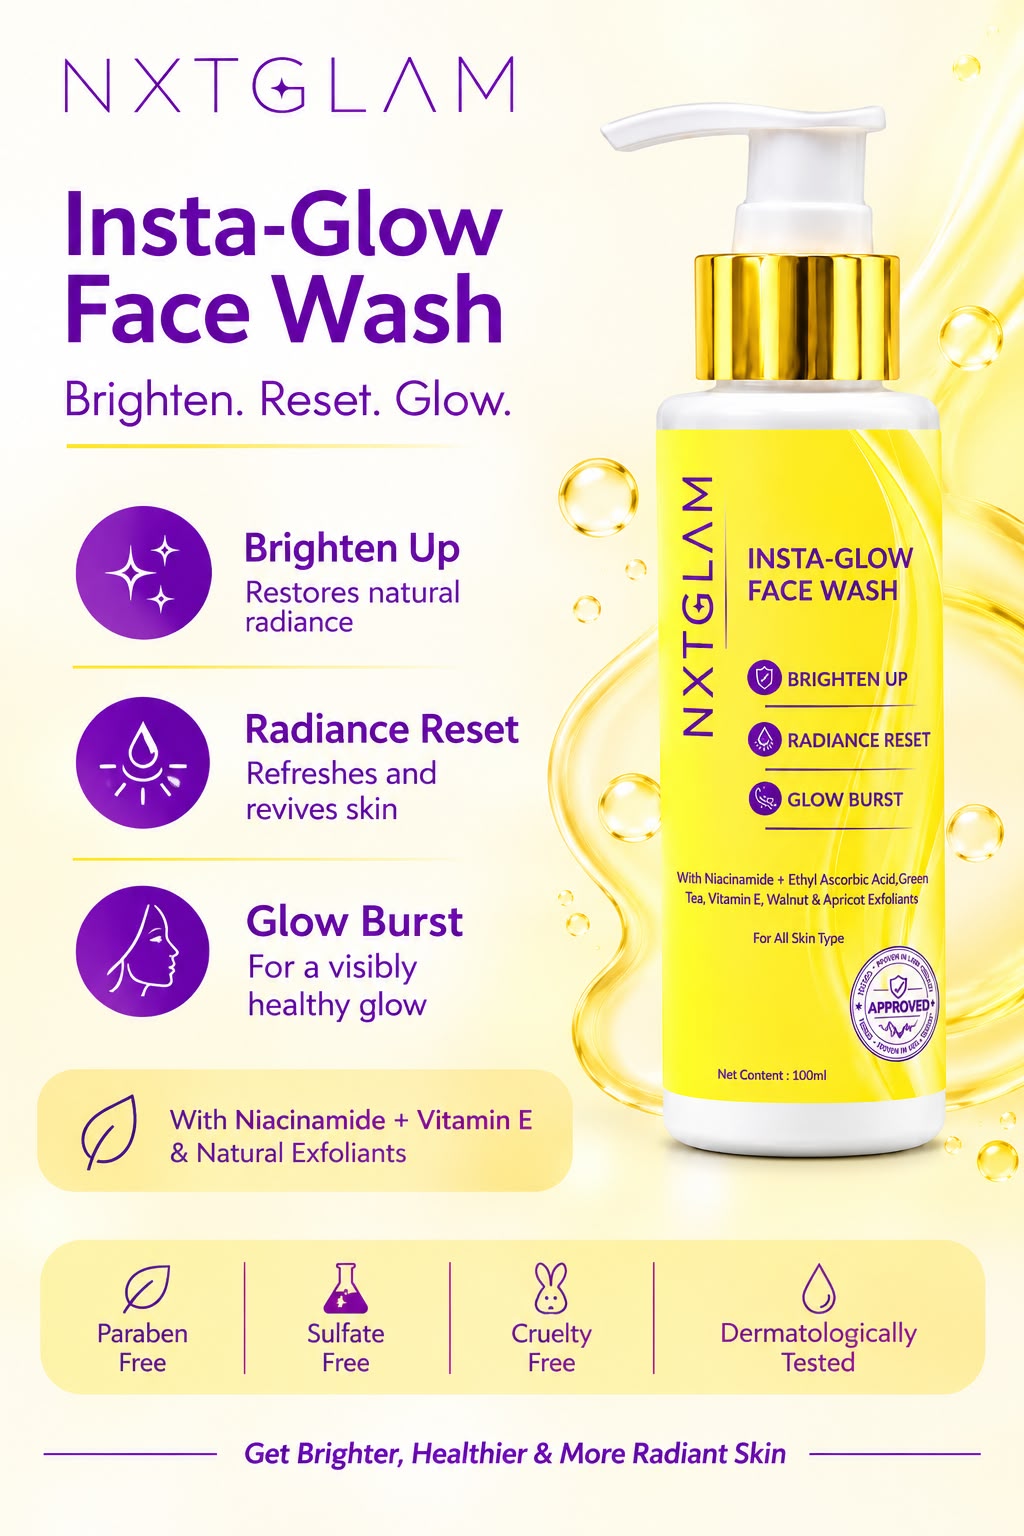 NXTGLAM
Insta-Glow
Face Wash
Brighten. Reset. Glow.
Brighten Up
Restores natural
radiance
Radiance Reset
Refreshes and
revives skin
Glow Burst
For a visibly
healthy glow
With Niacinamide + Vitamin E
& Natural Exfoliants
NXTGLAM
INSTA-GLOW
FACE WASH
BRIGHTEN UP
RADIANCE RESET
GLOW BURST
With Niacinamide + Ethyl Ascorbic Acid,Green
Tea, Vitamin E, Walnut & Apricot Exfoliants
For All Skin Type
APPROVED
Net Content : 100ml
Paraben
Free
Sulfate
Free
Cruelty
Free
Dermatologically
Tested
Get Brighter, Healthier & More Radiant Skin